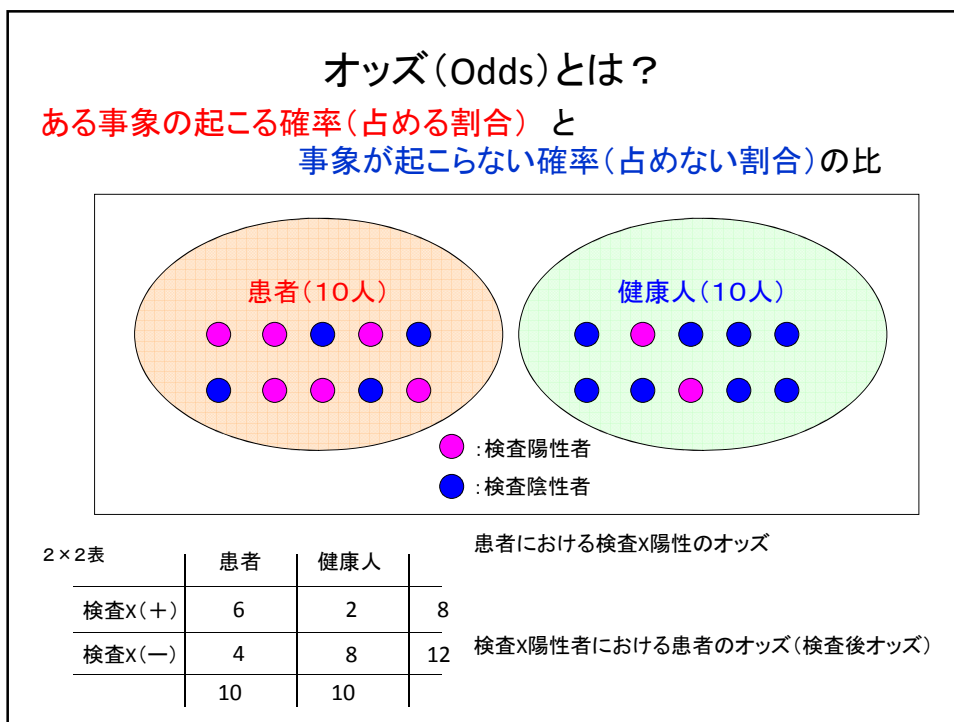 オッズ(Odds)とは？
ある事象の起こる確率(占める割合) と
事象が起こらない確率(占めない割合)の比
患者(10人)
健康人(10人)
:検査陽性者
:検査陰性者
2×2表
患者 健康人
検査X(＋) 6 2 8
検査X(ー) 4 8 12
10 10
患者における検査X陽性のオッズ
検査X陽性者における患者のオッズ(検査後オッズ)